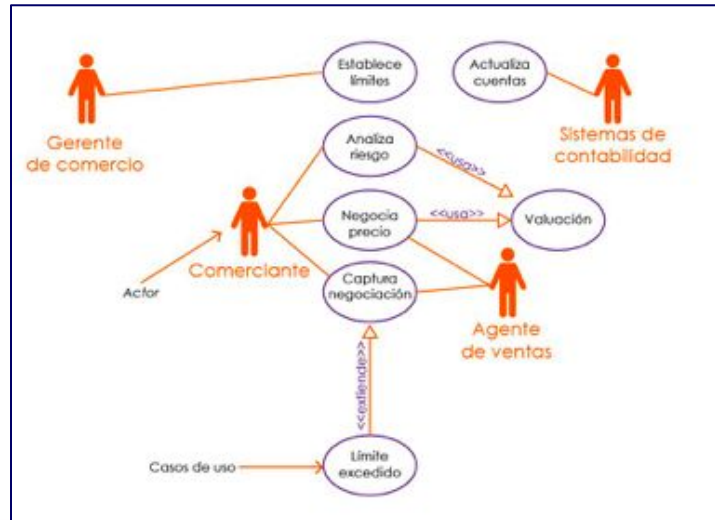 Establece
límites
Actualiza
cuentas
Gerente
de comercio
Sistemas de
contabilidad
Analiza
riesgo
<<usa>>
Negocia
precio
<<usa>>
Valuación
Comerciante
Actor
Captura
negociación
Agente
de ventas
<<extiende>>
Casos de uso
Límite
excedido